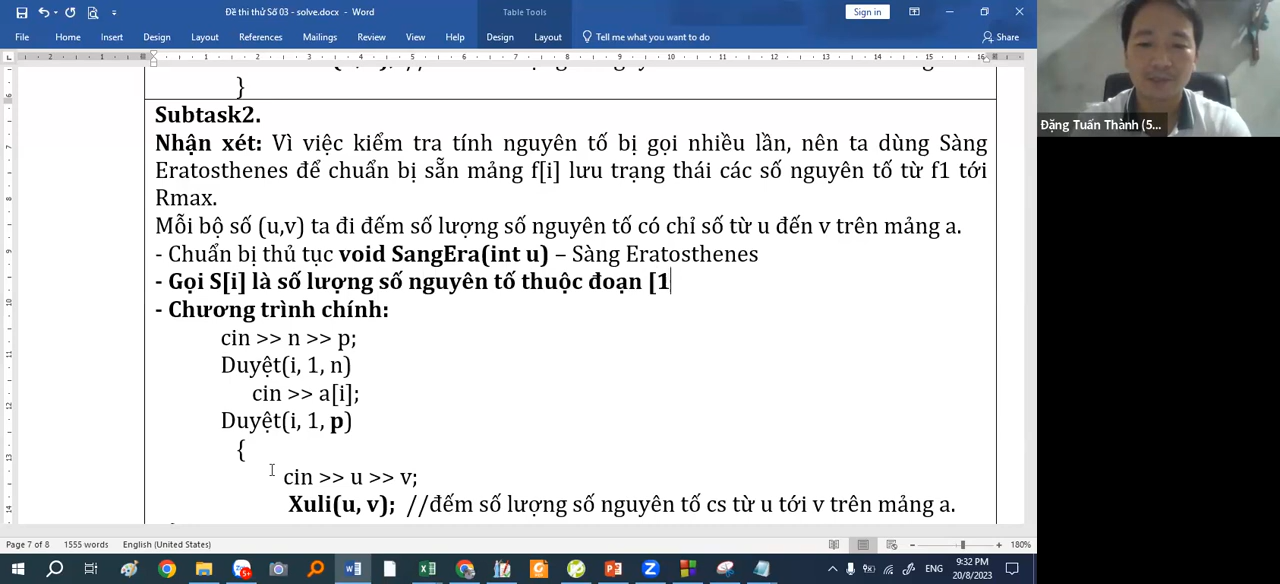 Đề thi thử Số 03 - solve.docx - Word
Table Tools
Sign in
File Home Insert Design Layout References Mailings Review View Help Design Layout Tell me what you want to do Share
}
Subtask2.
Nhận xét: Vì việc kiểm tra tính nguyên tố bị gọi nhiều lần, nên ta dùng Sàng
Eratosthenes để chuẩn bị sẵn mảng f[i] lưu trạng thái các số nguyên tố từ f1 tới
Rmax.
Mỗi bộ số (u,v) ta đi đếm số lượng số nguyên tố có chỉ số từ u đến v trên mảng a.
- Chuẩn bị thủ tục void SangEra(int u) – Sàng Eratosthenes
- Gọi S[i] là số lượng số nguyên tố thuộc đoạn [1
- Chương trình chính:
cin >> n >> p;
Duyệt(i, 1, n)
cin >> a[i];
Duyệt(i, 1, p)
{
cin >> u >> v;
Xuli(u, v); //đếm số lượng số nguyên tố cs từ u tới v trên mảng a.
Đặng Tuấn Thành (5...
Page 7 of 8 1555 words English (United States) 180%
ENG
9:32 PM
20/8/2023